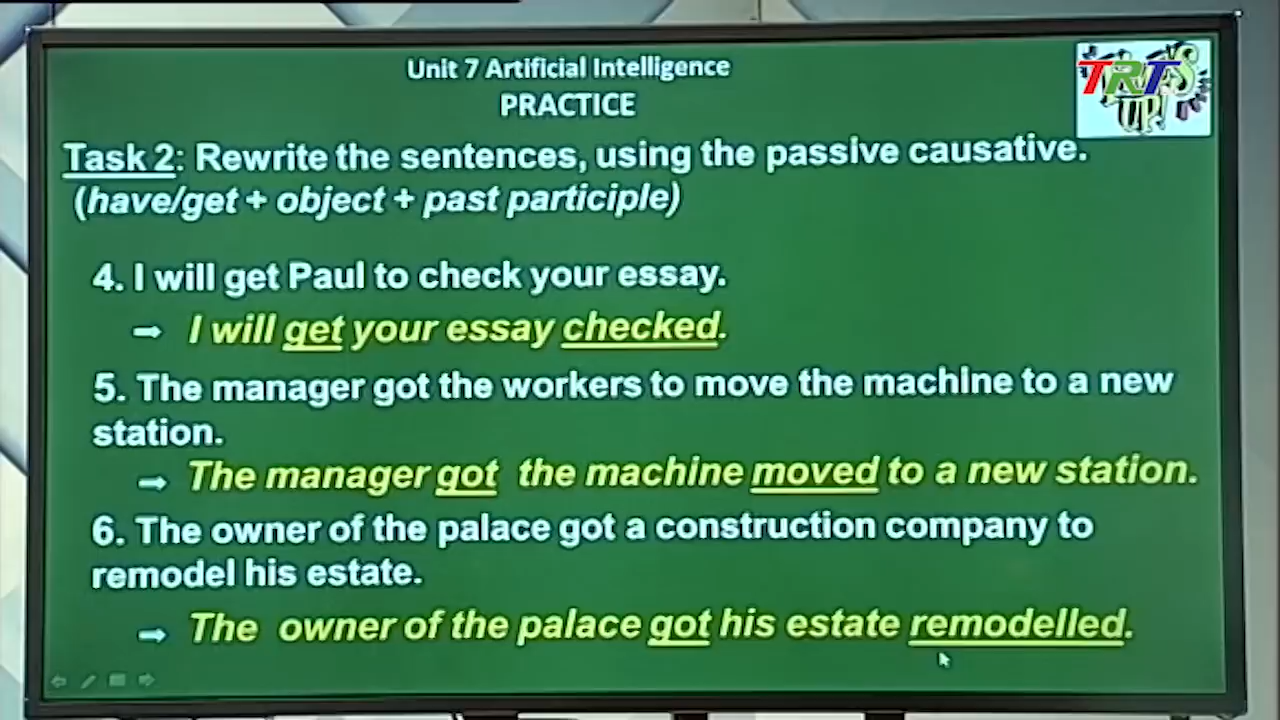 Unit 7 Artificial Intelligence
PRACTICE
TRT
UP!
Task 2: Rewrite the sentences, using the passive causative.
(have/get + object + past participle)
4. I will get Paul to check your essay.
➡ I will get your essay checked.
5. The manager got the workers to move the machine to a new
station.
➡ The manager got the machine moved to a new station.
6. The owner of the palace got a construction company to
remodel his estate.
➡ The owner of the palace got his estate remodelled.